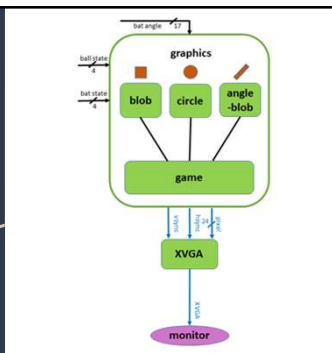 bat angle
17
graphics
ball state
4
bat state
4
blob
circle
angle
-blob
game
vsync
hsync
24
pixel
XVGA
XVGA
monitor